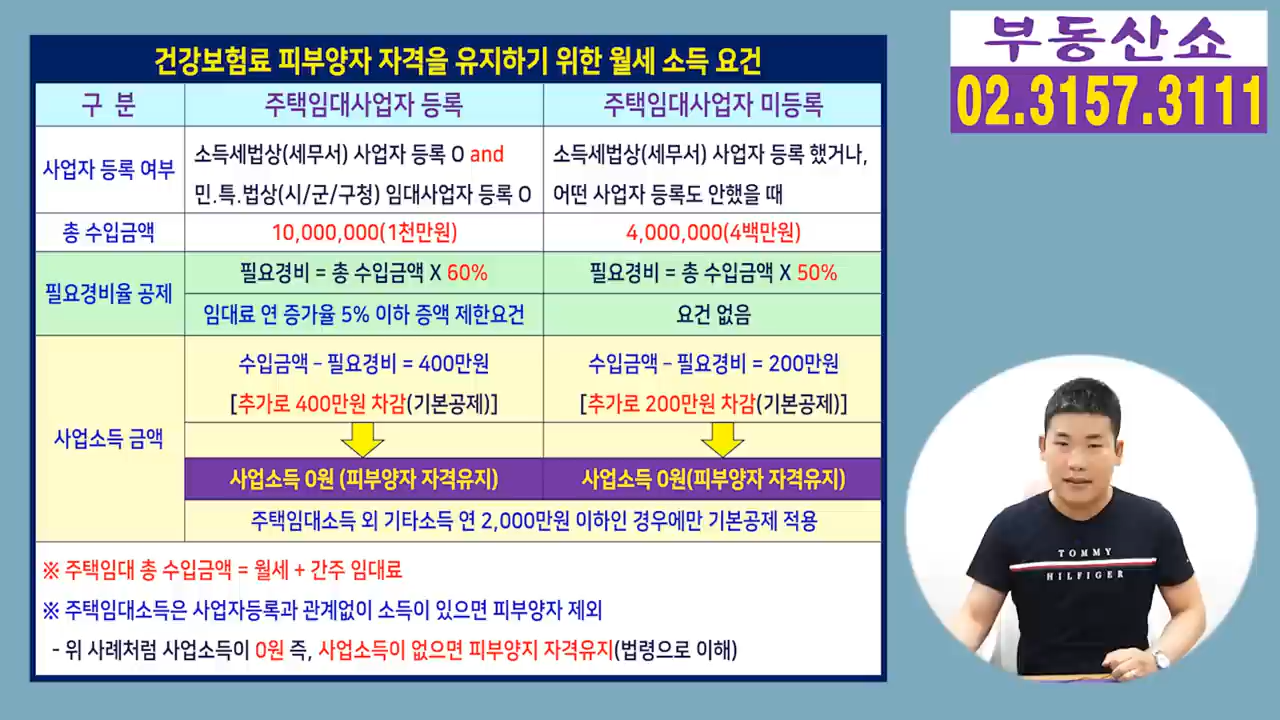 부동산쇼
02.3157.3111
건강보험료 피부양자 자격을 유지하기 위한 월세 소득 요건
구 분
주택임대사업자 등록
주택임대사업자 미등록
사업자 등록 여부
소득세법상(세무서) 사업자 등록 O and
민.특.법상(시/군/구청) 임대사업자 등록 O
소득세법상(세무서) 사업자 등록 했거나,
어떤 사업자 등록도 안했을 때
총 수입금액
10,000,000(1천만원)
4,000,000(4백만원)
필요경비율 공제
필요경비 = 총 수입금액 X 60%
필요경비 = 총 수입금액 X 50%
임대료 연 증가율 5% 이하 증액 제한요건
요건 없음
사업소득 금액
수입금액 – 필요경비 = 400만원
[추가로 400만원 차감(기본공제)]
수입금액 – 필요경비 = 200만원
[추가로 200만원 차감(기본공제)]
사업소득 0원 (피부양자 자격유지)
사업소득 0원(피부양자 자격유지)
주택임대소득 외 기타소득 연 2,000만원 이하인 경우에만 기본공제 적용
※ 주택임대 총 수입금액 = 월세 + 간주 임대료
※ 주택임대소득은 사업자등록과 관계없이 소득이 있으면 피부양자 제외
- 위 사례처럼 사업소득이 0원 즉, 사업소득이 없으면 피부양지 자격유지(법령으로 이해)
TOMMY
HILFIGER